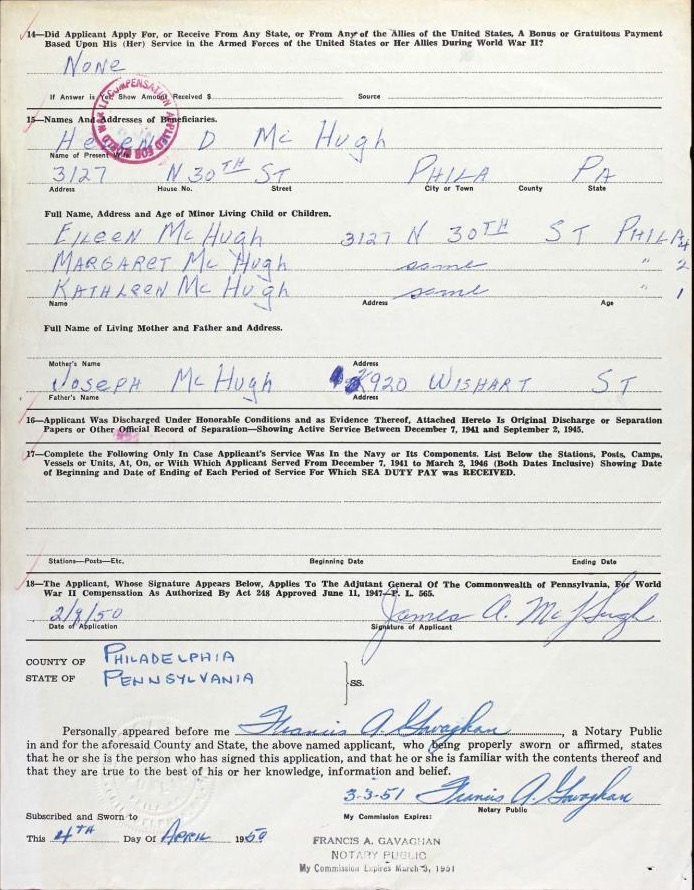 14—Did Applicant Apply For, or Receive From Any State, or From Any of the Allies of the United States, A Bonus or Gratuitous Payment
Based Upon His (Her) Service in the Armed Forces of the United States or Her Allies During World War II?
None
If Answer is Yes, Show Amount Received $ Source
15—Names And Addresses of Beneficiaries.
Helen D McHugh
Name of Present Wife
3127 N 30TH ST PHILA PA
Address House No. Street City or Town County State
Full Name, Address and Age of Minor Living Child or Children.
EILEEN McHugh 3127 N 30TH ST PHILA 4
MARGARET McHugh same " 2
KATHLEEN McHugh same " 1
Name Address Age
Full Name of Living Mother and Father and Address.
Mother's Name Address
Joseph McHugh 920 WISHART ST
Father's Name Address
16—Applicant Was Discharged Under Honorable Conditions and as Evidence Thereof, Attached Hereto Is Original Discharge or Separation
Papers or Other Official Record of Separation—Showing Active Service Between December 7, 1941 and September 2, 1945.
17—Complete the Following Only In Case Applicant's Service Was In the Navy or Its Components. List Below the Stations, Posts, Camps,
Vessels or Units, At, On, or With Which Applicant Served From December 7, 1941 to March 2, 1946 (Both Dates Inclusive) Showing Date
of Beginning and Date of Ending of Each Period of Service For Which SEA DUTY PAY was RECEIVED.
Stations—Posts—Etc. Beginning Date Ending Date
18—The Applicant, Whose Signature Appears Below, Applies To The Adjutant General Of The Commonwealth of Pennsylvania, For World
War II Compensation As Authorized By Act 248 Approved June 11, 1947—P. L. 565.
James A. McHugh
Date of Application Signature of Applicant
COUNTY OF PHILADELPHIA
STATE OF PENNSYLVANIA
SS.
Personally appeared before me Francis A. Gavaghan, a Notary Public
in and for the aforesaid County and State, the above named applicant, who being properly sworn or affirmed, states
that he or she is the person who has signed this application, and that he or she is familiar with the contents thereof and
that they are true to the best of his or her knowledge, information and belief.
3-3-51 Francis A. Gavaghan
Subscribed and Sworn to My Commission Expires: Notary Public
This 4TH Day Of APRIL 1950
FRANCIS A. GAVAGHAN
NOTARY PUBLIC
My Commission Expires March 3, 1951